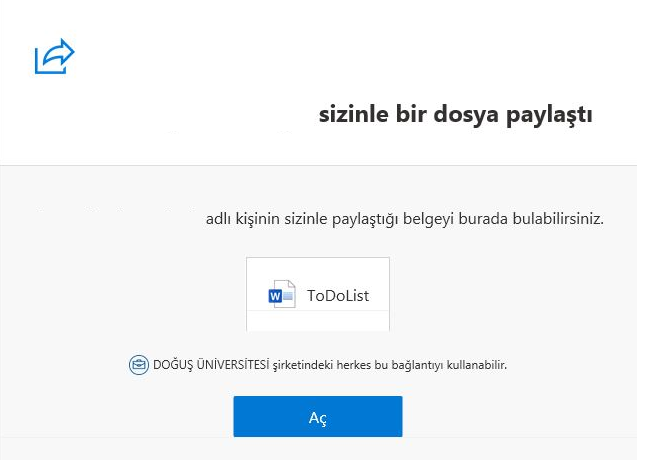 sizinle bir dosya paylaştı
adlı kişinin sizinle paylaştığı belgeyi burada bulabilirsiniz.
W ToDoList
DOĞUŞ ÜNİVERSİTESİ şirketindeki herkes bu bağlantıyı kullanabilir.
Aç